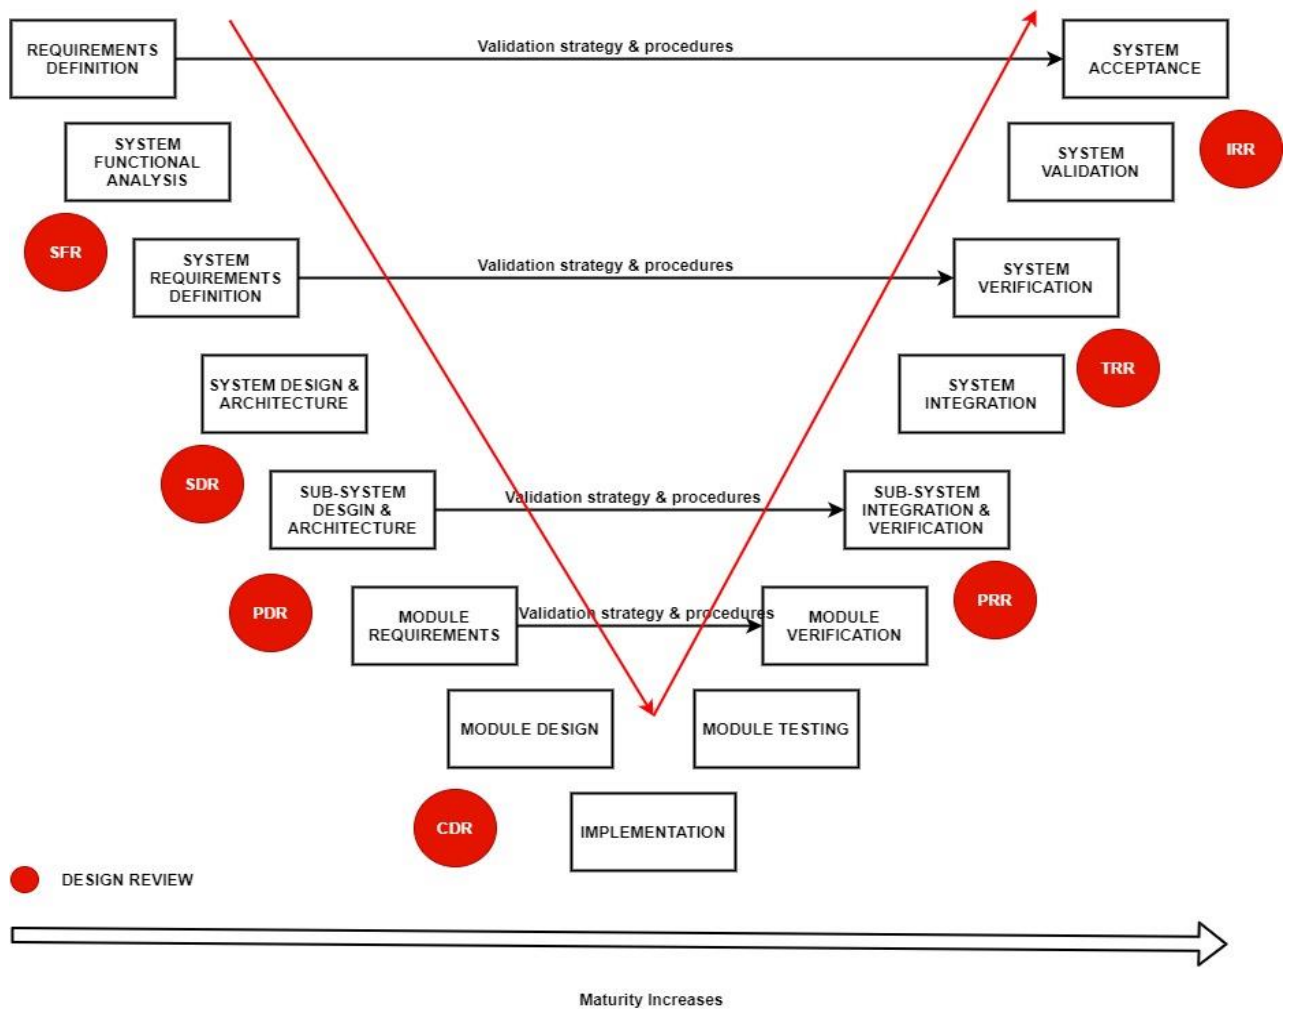 REQUIREMENTS
DEFINITION
Validation strategy & procedures
SYSTEM
ACCEPTANCE
SYSTEM
FUNCTIONAL
ANALYSIS
SYSTEM
VALIDATION
IRR
SFR
SYSTEM
REQUIREMENTS
DEFINITION
Validation strategy & procedures
SYSTEM
VERIFICATION
SYSTEM DESIGN &
ARCHITECTURE
SYSTEM
INTEGRATION
TRR
SDR
SUB-SYSTEM
DESGIN &
ARCHITECTURE
Validation strategy & procedures
SUB-SYSTEM
INTEGRATION &
VERIFICATION
PDR
MODULE
REQUIREMENTS
Validation strategy & procedures
MODULE
VERIFICATION
PRR
MODULE DESIGN
MODULE TESTING
CDR
IMPLEMENTATION
DESIGN REVIEW
Maturity Increases